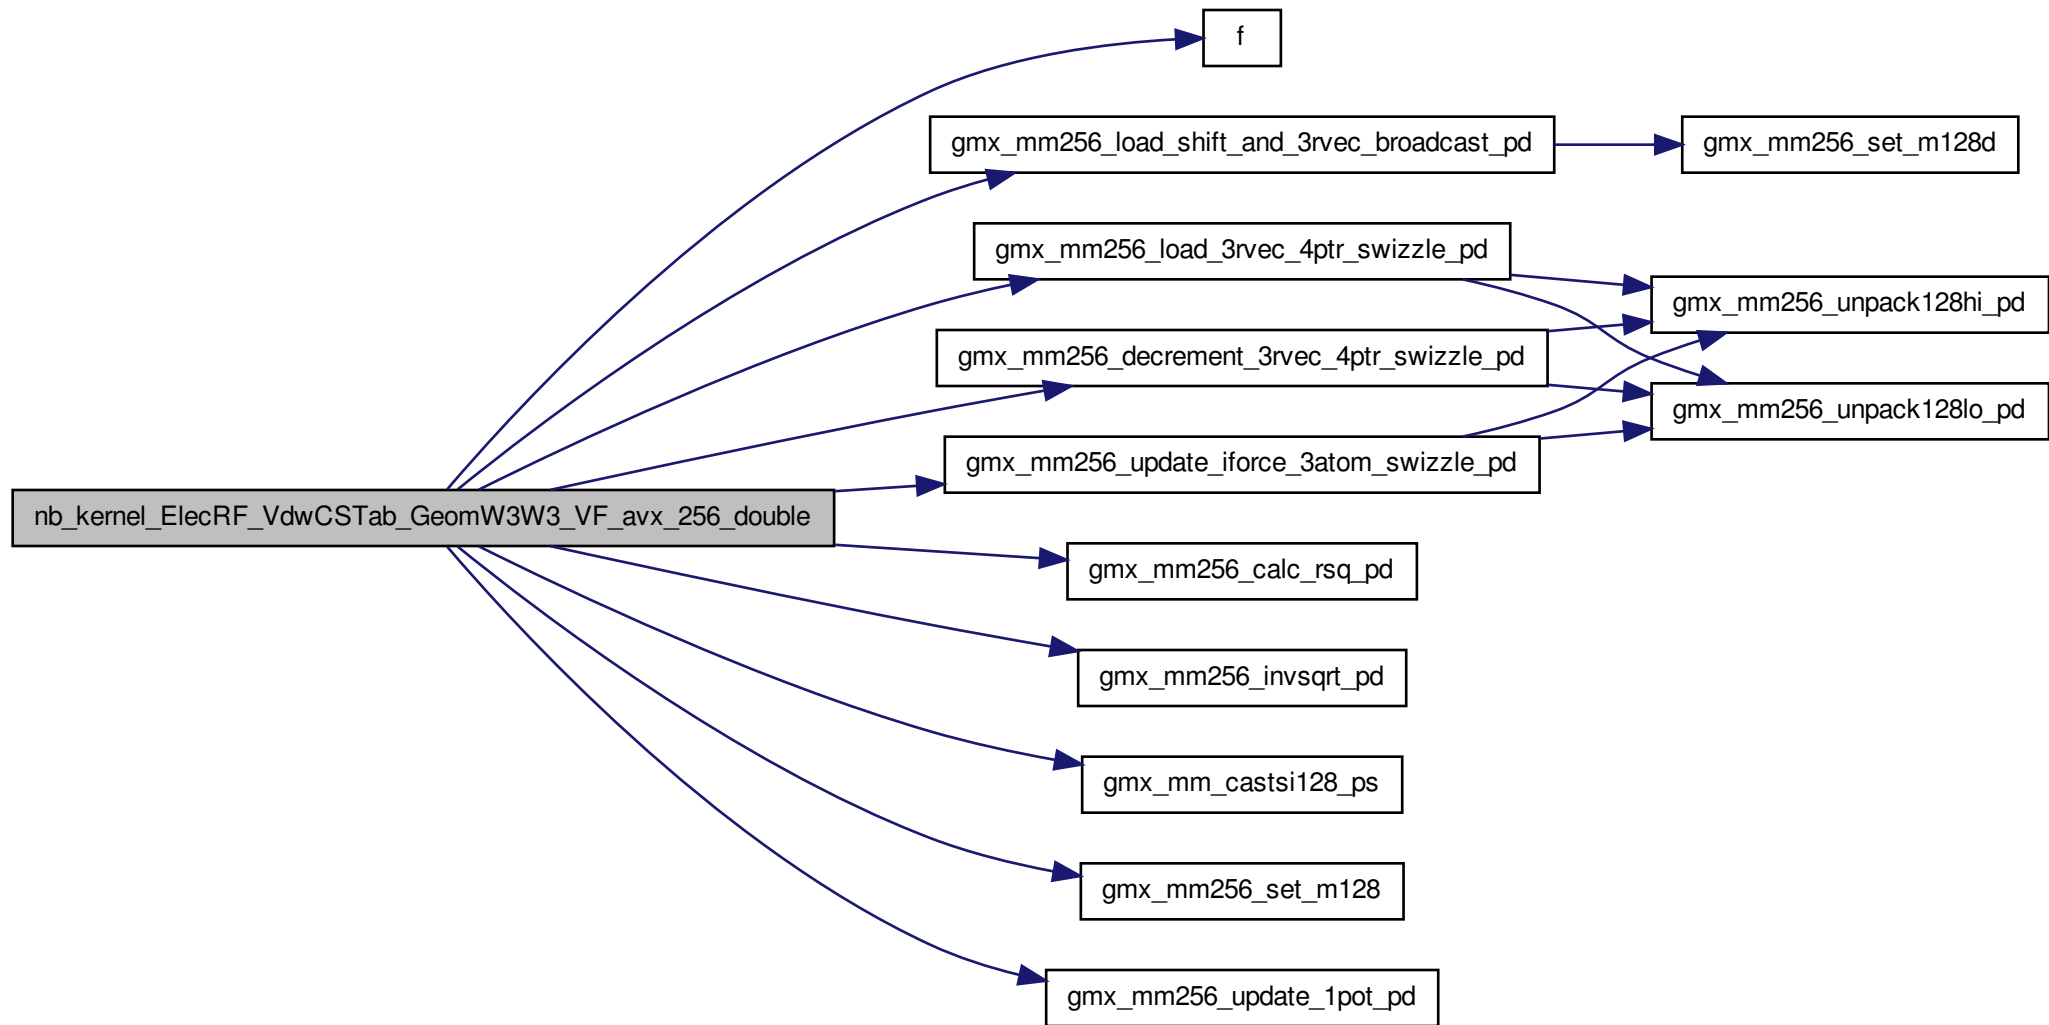 f
gmx_mm256_load_shift_and_3rvec_broadcast_pd
gmx_mm256_set_m128d
gmx_mm256_load_3rvec_4ptr_swizzle_pd
gmx_mm256_unpack128hi_pd
gmx_mm256_decrement_3rvec_4ptr_swizzle_pd
gmx_mm256_unpack128lo_pd
gmx_mm256_update_iforce_3atom_swizzle_pd
nb_kernel_ElecRF_VdwCSTab_GeomW3W3_VF_avx_256_double
gmx_mm256_calc_rsq_pd
gmx_mm256_invsqrt_pd
gmx_mm_castsi128_ps
gmx_mm256_set_m128
gmx_mm256_update_1pot_pd